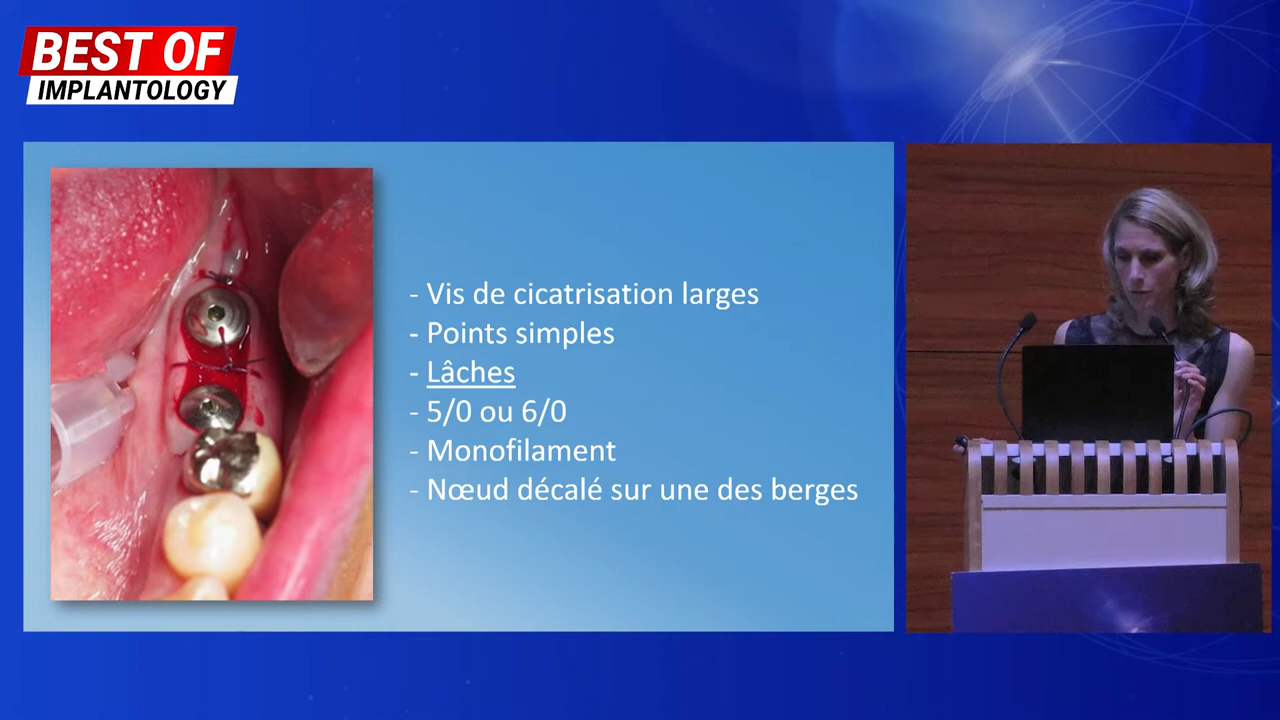 BEST OF
IMPLANTOLOGY
- Vis de cicatrisation larges
- Points simples
- Lâches
- 5/0 ou 6/0
- Monofilament
- Nœud décalé sur une des berges